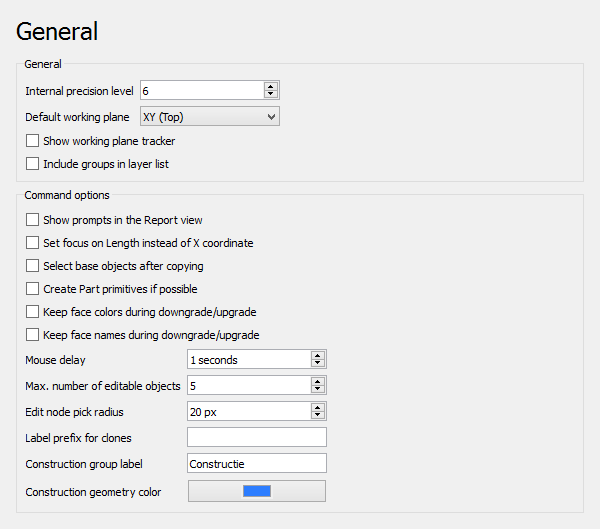 General
General
Internal precision level 6
Default working plane XY (Top)
Show working plane tracker
Include groups in layer list
Command options
Show prompts in the Report view
Set focus on Length instead of X coordinate
Select base objects after copying
Create Part primitives if possible
Keep face colors during downgrade/upgrade
Keep face names during downgrade/upgrade
Mouse delay 1 seconds
Max. number of editable objects 5
Edit node pick radius 20 px
Label prefix for clones
Construction group label Constructie
Construction geometry color